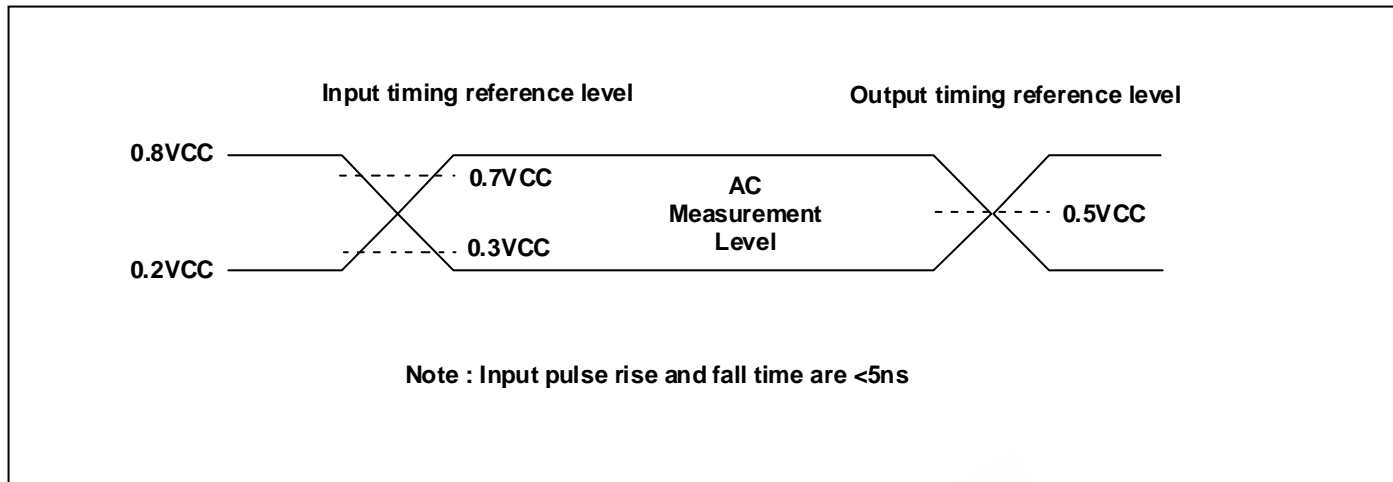 Input timing reference level
Output timing reference level
0.8VCC
0.7VCC
AC
Measurement
Level
0.5VCC
0.3VCC
0.2VCC
Note : Input pulse rise and fall time are <5ns